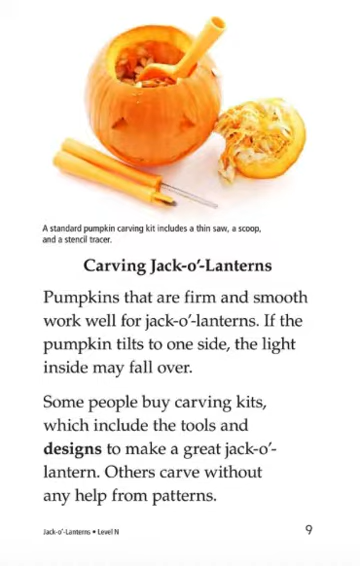 A standard pumpkin carving kit includes a thin saw, a scoop,
and a stencil tracer.
Carving Jack-o’-Lanterns
Pumpkins that are firm and smooth
work well for jack-o’-lanterns. If the
pumpkin tilts to one side, the light
inside may fall over.
Some people buy carving kits,
which include the tools and
designs to make a great jack-o’-
lantern. Others carve without
any help from patterns.
Jack-o’-Lanterns • Level N
9